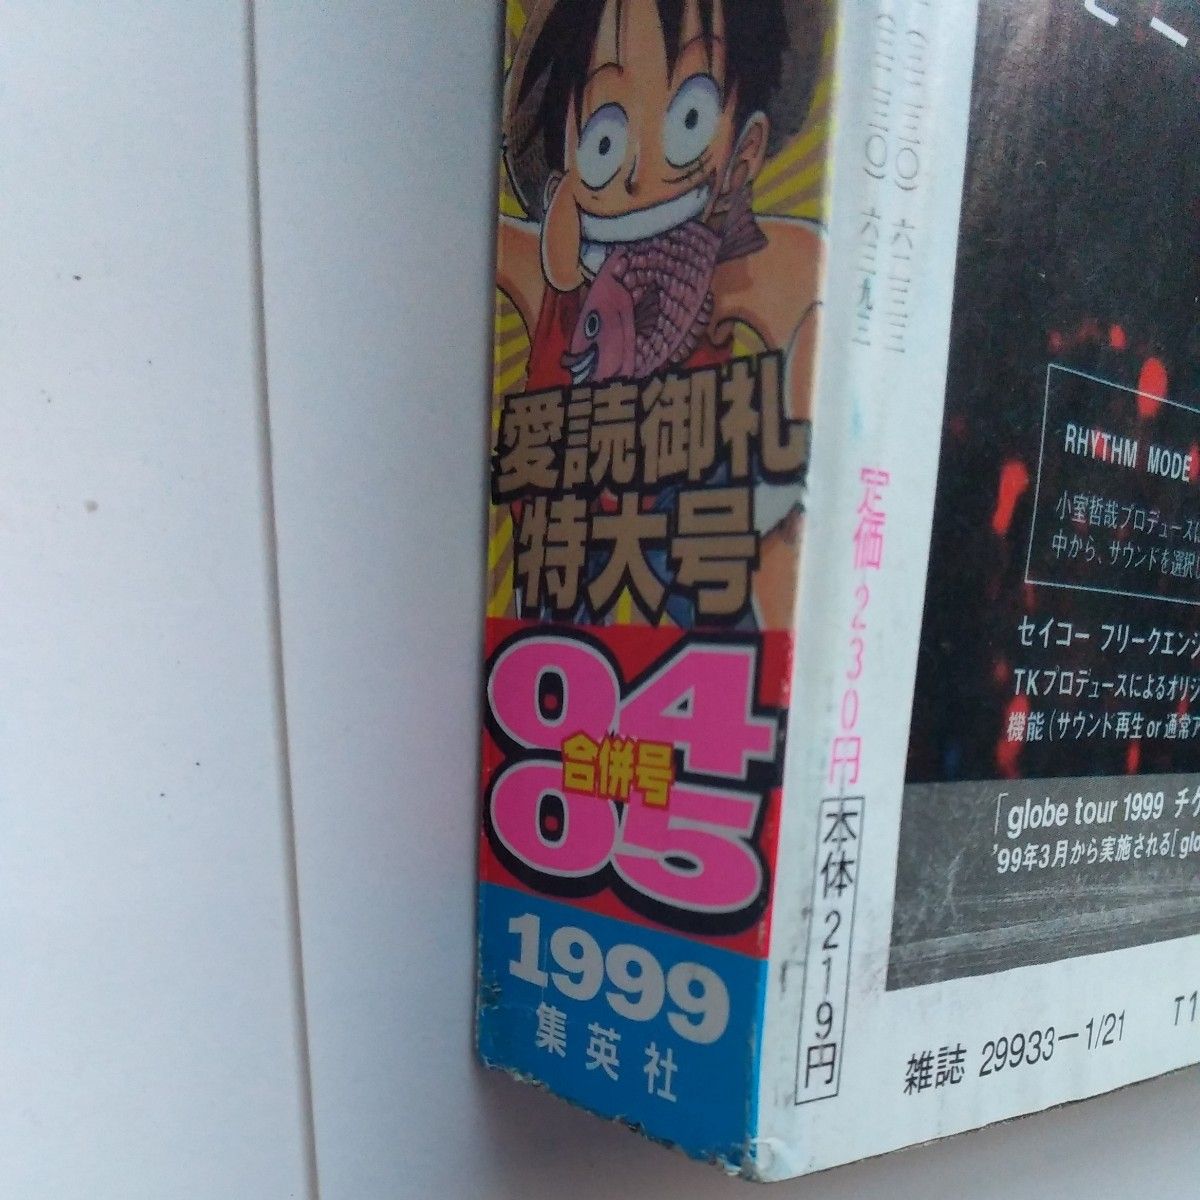 愛読御礼
特大号
04
合併号
05
1999
集英社
定価230円
本体219円
RHYTHM MODE
小室哲哉プロデュース
中から、サウンドを選択し
セイコー フリークエンシ
TKプロデュースによるオリジ
機能(サウンド再生or通常ア
「globe tour 1999 チケ
'99年3月から実施される「glo
雑誌 29933-1/21
T1